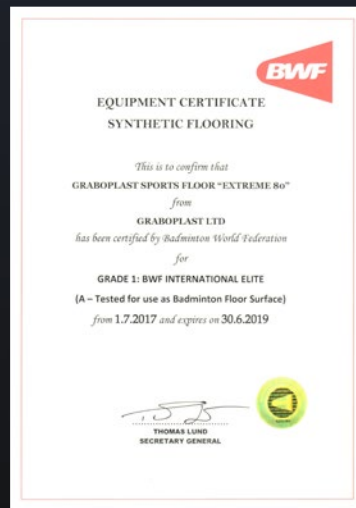 BWF
EQUIPMENT CERTIFICATE
SYNTHETIC FLOORING
This is to confirm that
GRABOPLAST SPORTS FLOOR "EXTREME 80"
from
GRABOPLAST LTD
has been certified by Badminton World Federation
for
GRADE 1: BWF INTERNATIONAL ELITE
(A – Tested for use as Badminton Floor Surface)
from 1.7.2017 and expires on 30.6.2019
THOMAS LUND
SECRETARY GENERAL